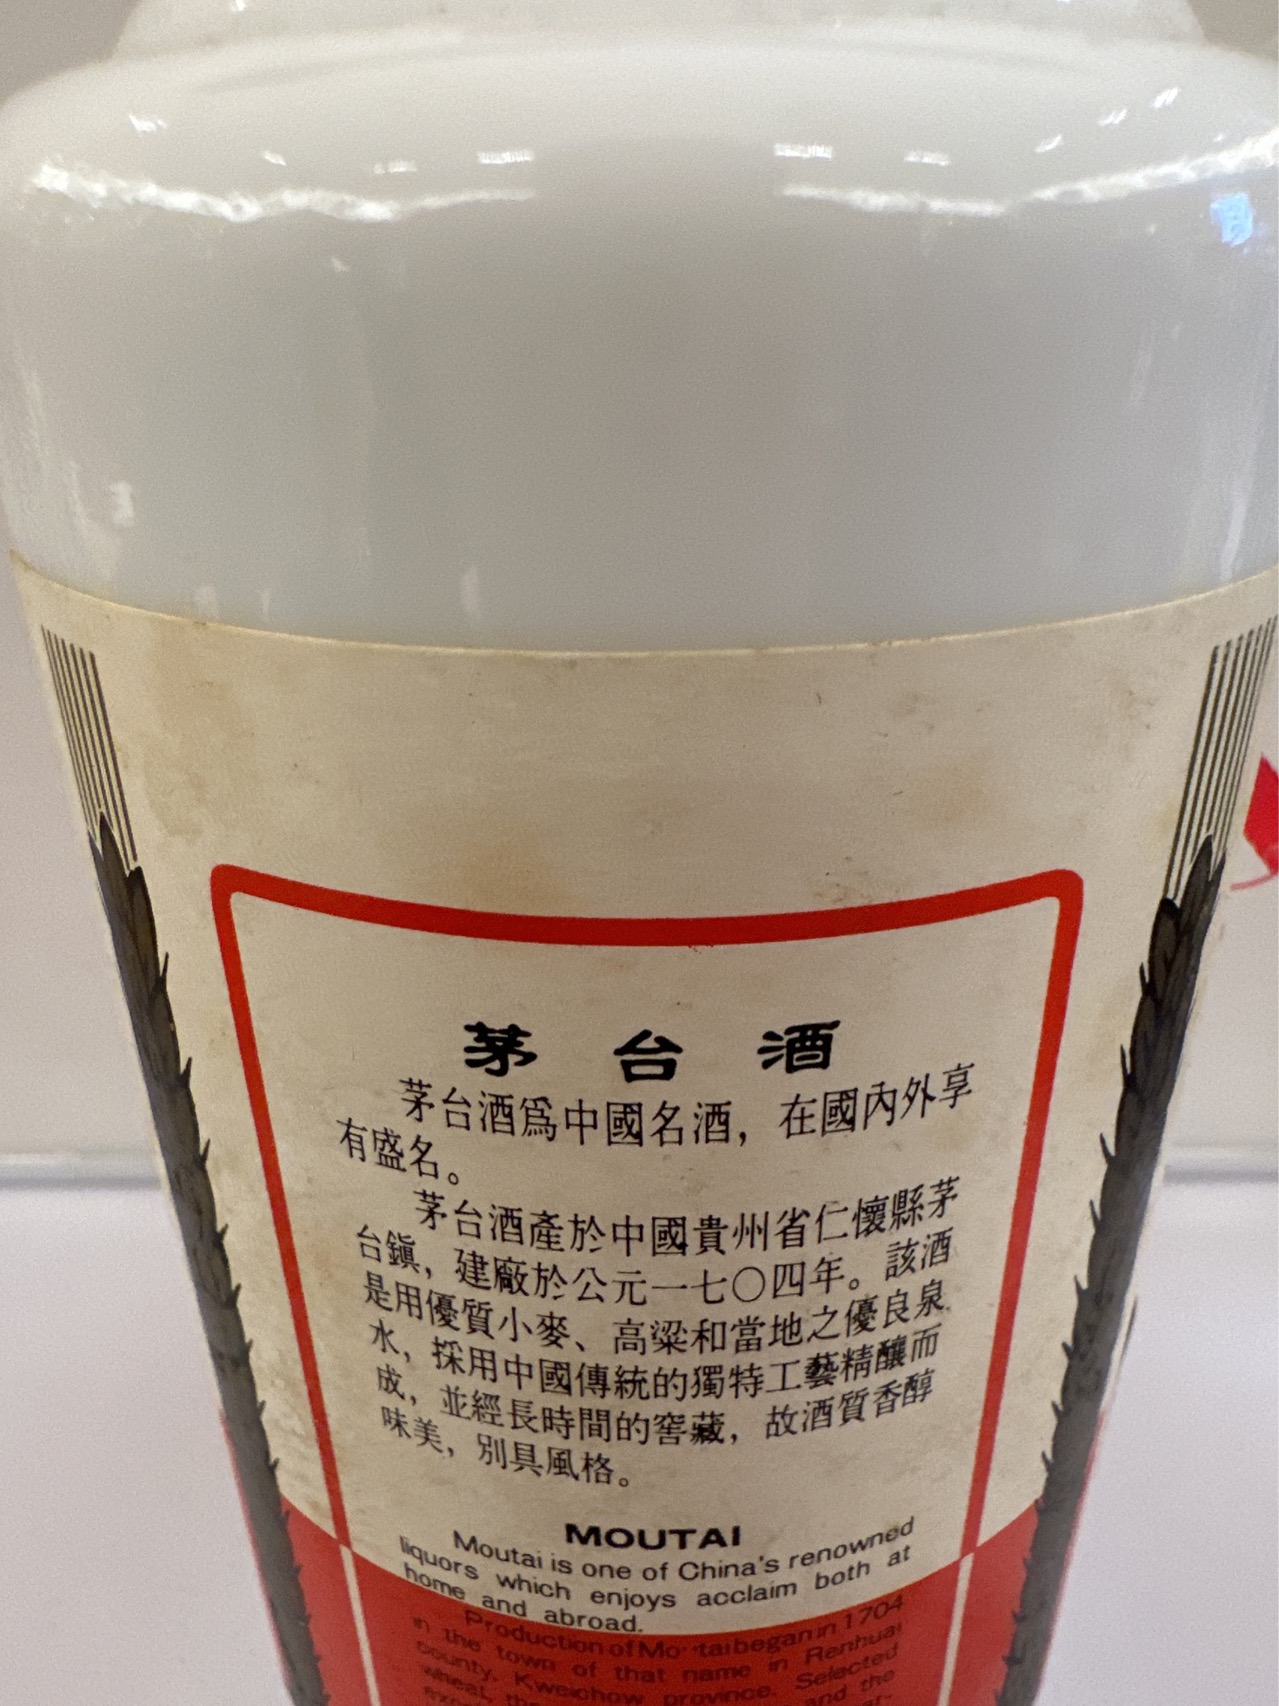 茅台酒
茅台酒爲中國名酒，在國內外享
有盛名。
茅台酒產於中國貴州省仁懷縣茅
台鎮，建廠於公元一七〇四年。該酒
是用優質小麥、高粱和當地之優良泉
水，採用中國傳統的獨特工藝精釀而
成，並經長時間的窖藏，故酒質香醇
味美，別具風格。
MOUTAI
Moutai is one of China's renowned
liquors which enjoys acclaim both at
home and abroad.
Production of Mo tai began in 1704
in the town of that name in Renhuai
county, Kweichow province. Selected
wheat, and the